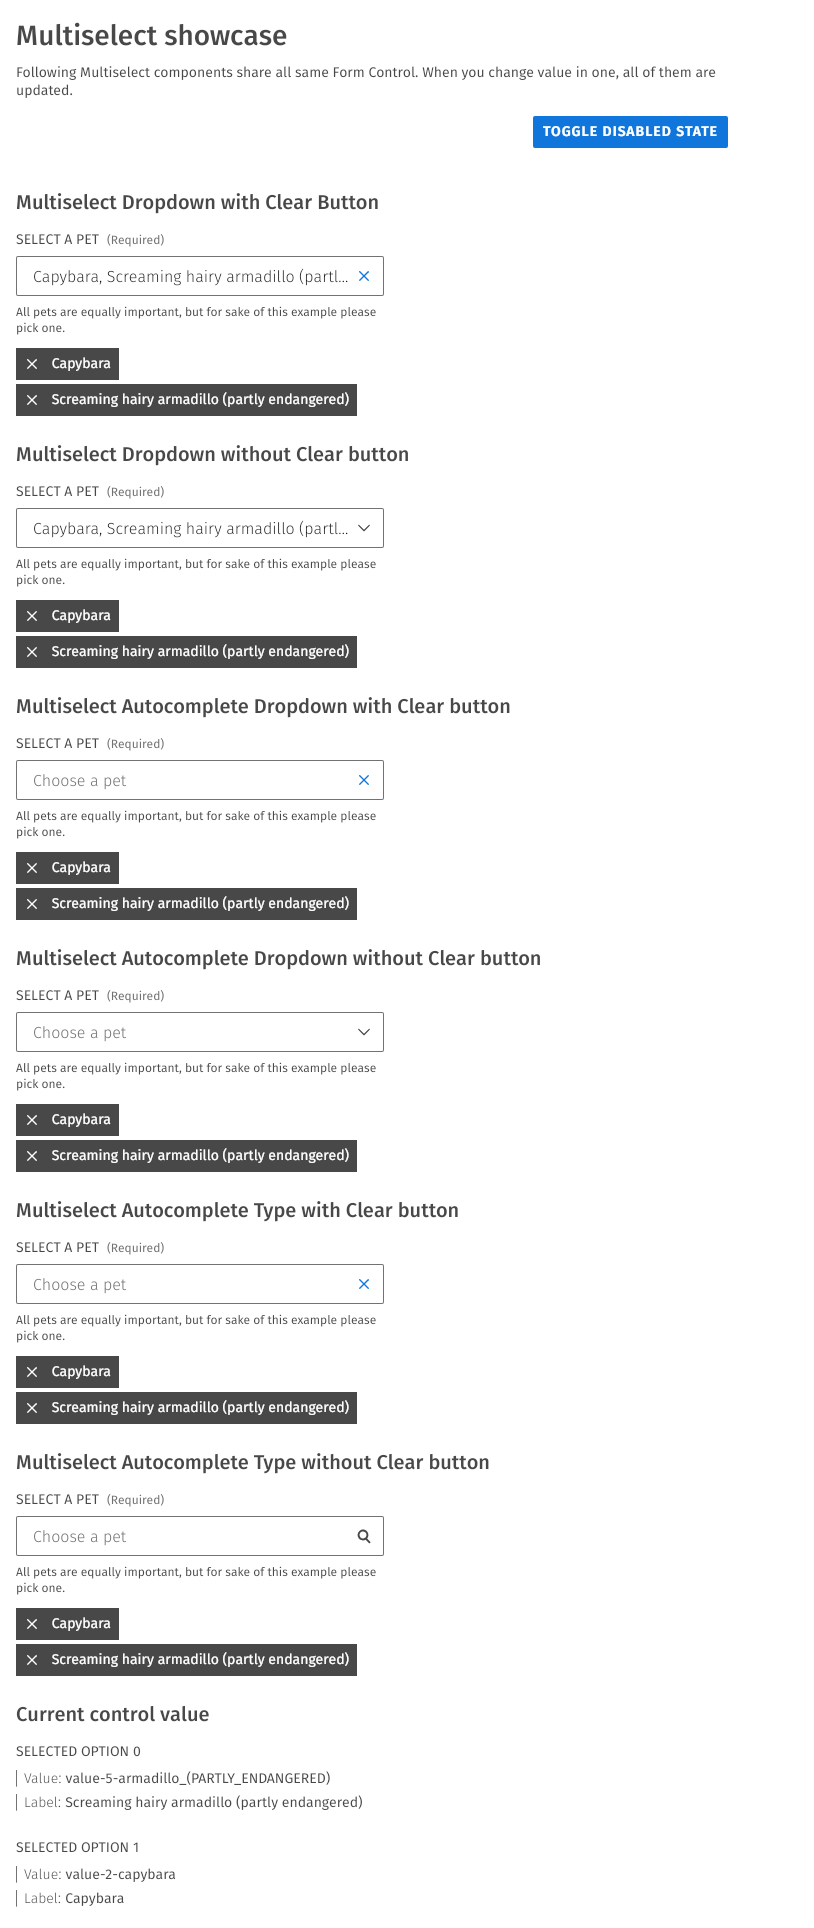 Multiselect showcase
Following Multiselect components share all same Form Control. When you change value in one, all of them are
updated.
TOGGLE DISABLED STATE
Multiselect Dropdown with Clear Button
SELECT A PET (Required)
Capybara, Screaming hairy armadillo (partl...
All pets are equally important, but for sake of this example please
pick one.
Capybara
Screaming hairy armadillo (partly endangered)
Multiselect Dropdown without Clear button
SELECT A PET (Required)
Capybara, Screaming hairy armadillo (partl...
All pets are equally important, but for sake of this example please
pick one.
Capybara
Screaming hairy armadillo (partly endangered)
Multiselect Autocomplete Dropdown with Clear button
SELECT A PET (Required)
Choose a pet
All pets are equally important, but for sake of this example please
pick one.
Capybara
Screaming hairy armadillo (partly endangered)
Multiselect Autocomplete Dropdown without Clear button
SELECT A PET (Required)
Choose a pet
All pets are equally important, but for sake of this example please
pick one.
Capybara
Screaming hairy armadillo (partly endangered)
Multiselect Autocomplete Type with Clear button
SELECT A PET (Required)
Choose a pet
All pets are equally important, but for sake of this example please
pick one.
Capybara
Screaming hairy armadillo (partly endangered)
Multiselect Autocomplete Type without Clear button
SELECT A PET (Required)
Choose a pet
All pets are equally important, but for sake of this example please
pick one.
Capybara
Screaming hairy armadillo (partly endangered)
Current control value
SELECTED OPTION 0
Value: value-5-armadillo_(PARTLY_ENDANGERED)
Label: Screaming hairy armadillo (partly endangered)
SELECTED OPTION 1
Value: value-2-capybara
Label: Capybara